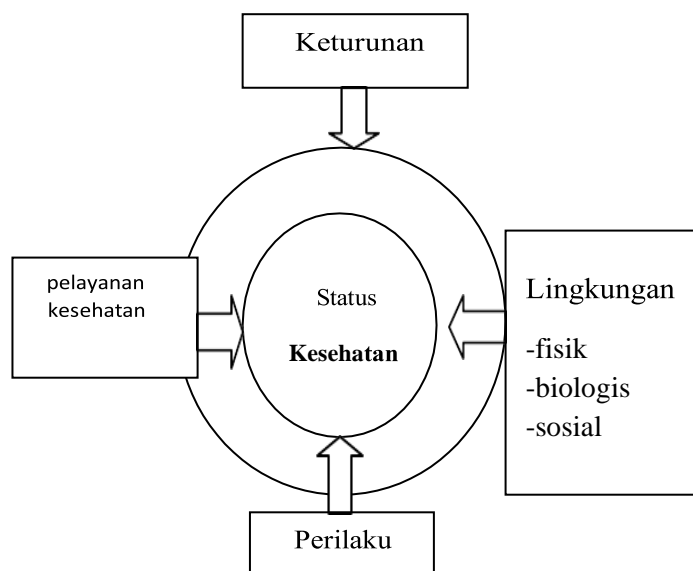 Keturunan
pelayanan
kesehatan
Status
Kesehatan
Lingkungan
-fisik
-biologis
-sosial
Perilaku